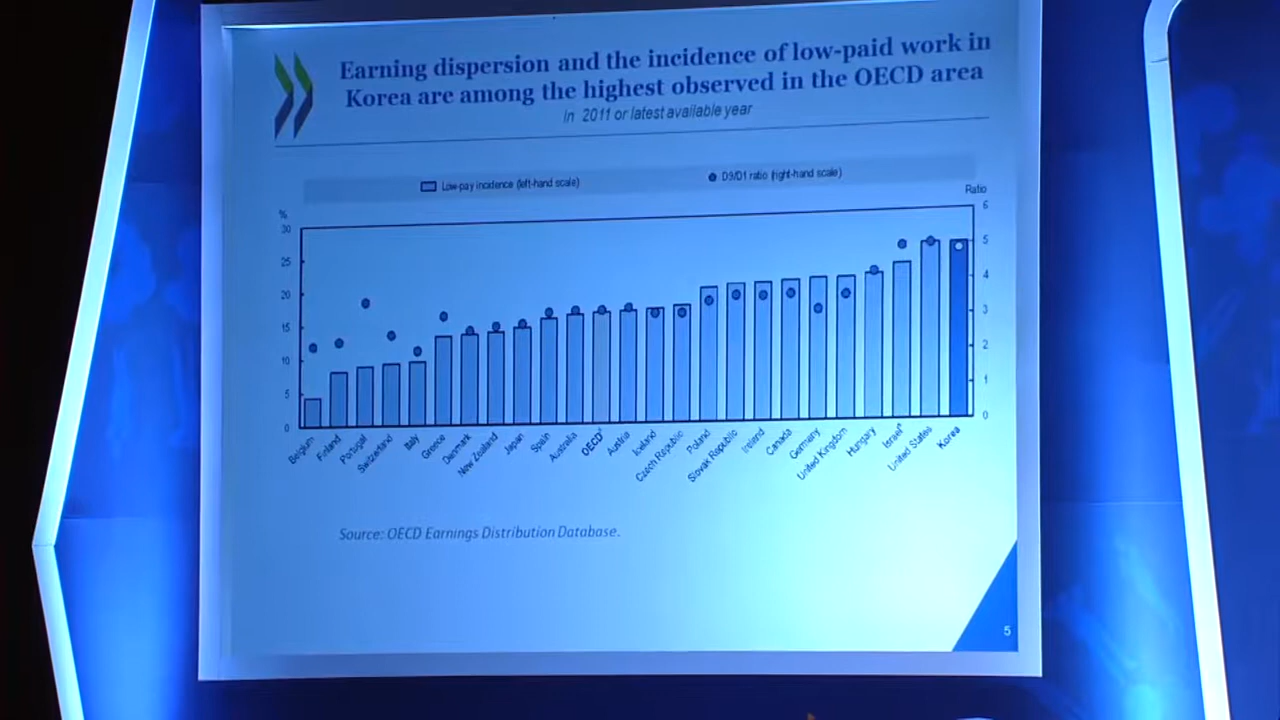 Earning dispersion and the incidence of low-paid work in
Korea are among the highest observed in the OECD area
In 2011 or latest available year
Low-pay incidence (left-hand scale)
D9/D1 ratio (right-hand scale)
%
Ratio
30
25
20
15
10
5
0
6
5
4
3
2
1
0
Belgium
Finland
Portugal
Switzerland
Italy
Greece
Denmark
New Zealand
Japan
Spain
Australia
OECD¹
Austria
Iceland
Czech Republic
Poland
Slovak Republic
Ireland
Canada
Germany
United Kingdom
Hungary
Israel*
United States
Korea
Source: OECD Earnings Distribution Database.
5